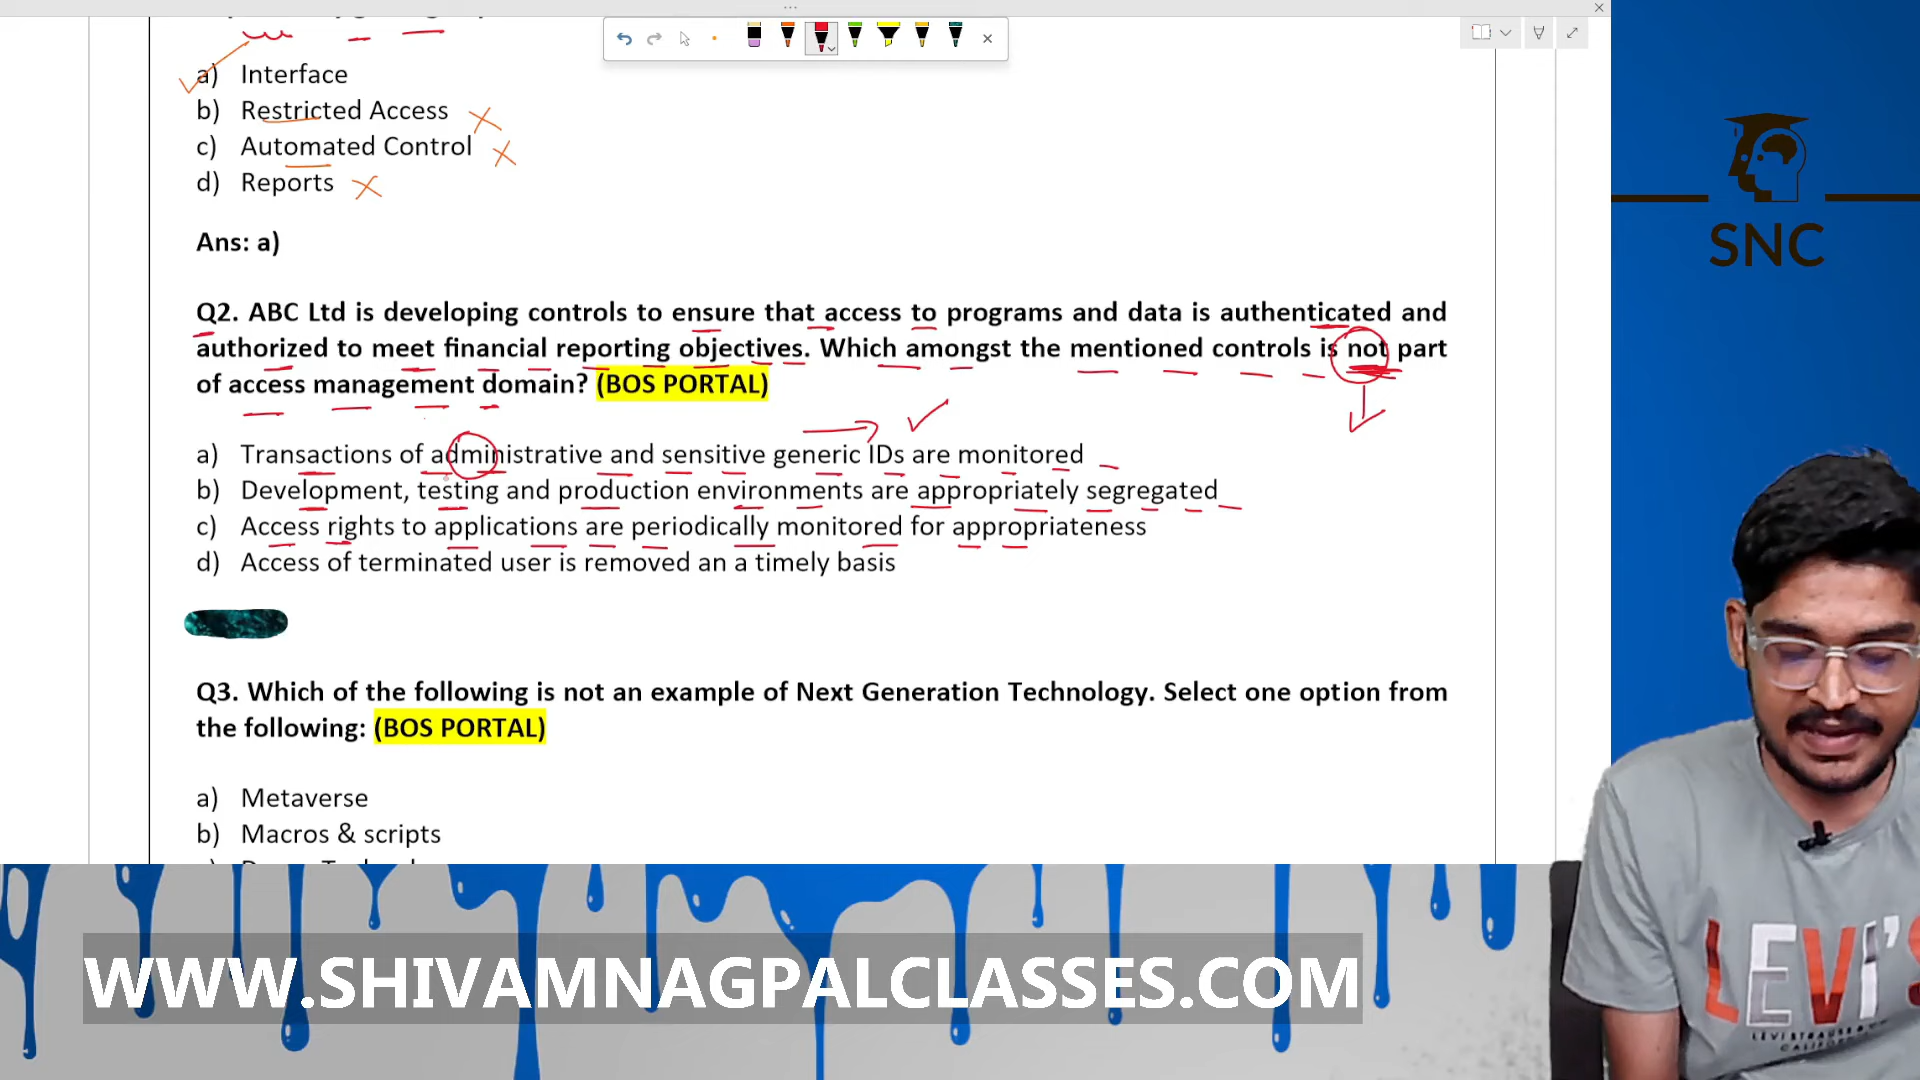 a) Interface
b) Restricted Access
c) Automated Control
d) Reports
Ans: a)
Q2. ABC Ltd is developing controls to ensure that access to programs and data is authenticated and
authorized to meet financial reporting objectives. Which amongst the mentioned controls is not part
of access management domain? (BOS PORTAL)
a) Transactions of administrative and sensitive generic IDs are monitored
b) Development, testing and production environments are appropriately segregated
c) Access rights to applications are periodically monitored for appropriateness
d) Access of terminated user is removed an a timely basis
Q3. Which of the following is not an example of Next Generation Technology. Select one option from
the following: (BOS PORTAL)
a) Metaverse
b) Macros & scripts
SNC
LEVI'S
WWW.SHIVAMNAGPALCLASSES.COM